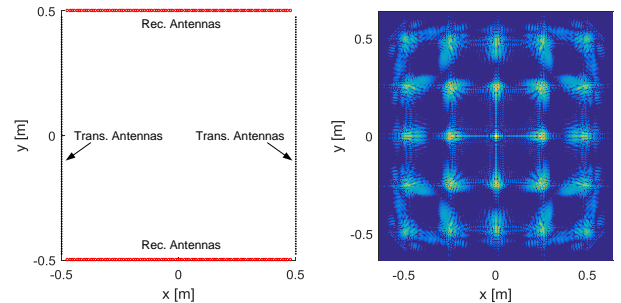 0.5
Rec. Antennas
y [m]
0
Trans. Antennas
Trans. Antennas
Rec. Antennas
-0.5
-0.5
0
0.5
x [m]
0.5
y [m]
0
-0.5
-0.5
0
0.5
x [m]